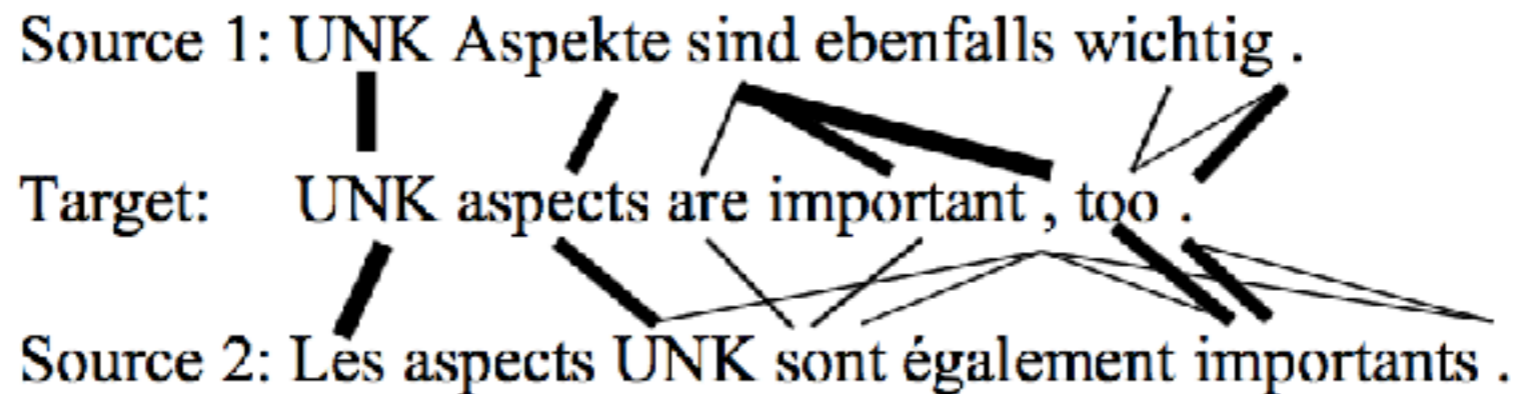 Source 1: UNK Aspekte sind ebenfalls wichtig .
Target: UNK aspects are important , too .
Source 2: Les aspects UNK sont également importants .